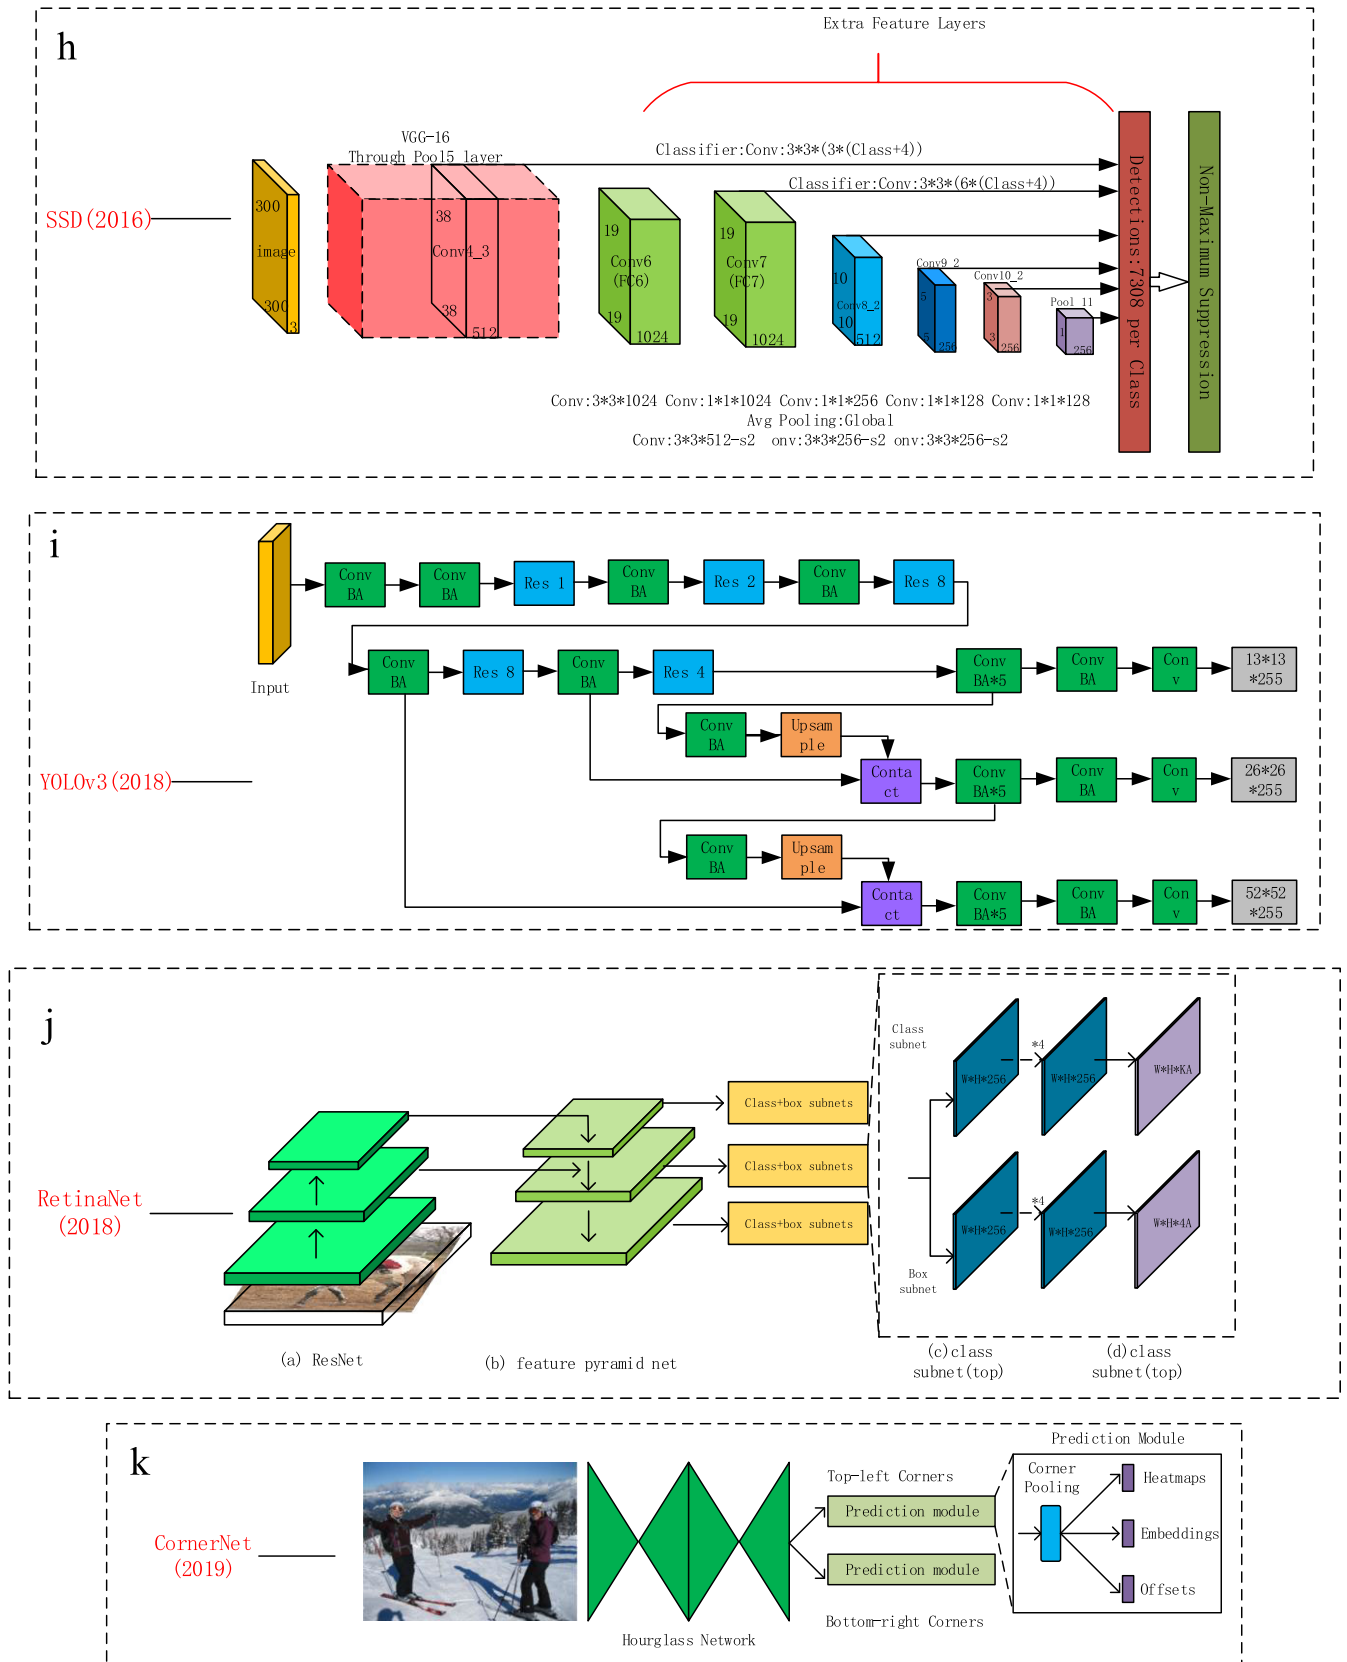 h
Extra Feature Layers
VGG-16
Through Pool5 layer
Classifier:Conv:3*3*(3*(Class+4))
Classifier:Conv:3*3*(6*(Class+4))
SSD(2016)
300
image
300
3
38
Conv4_3
38
512
19
Conv6
(FC6)
19
1024
19
Conv7
(FC7)
19
1024
10
Conv8_2
10
512
Conv9_2
5
5
256
Conv10_2
3
3
256
Pool 11
1
256
Detections:7308 per Class
Non-Maximum Suppression
Conv:3*3*1024 Conv:1*1*1024 Conv:1*1*256 Conv:1*1*128 Conv:1*1*128
Avg Pooling:Global
Conv:3*3*512-s2 onv:3*3*256-s2 onv:3*3*256-s2
i
YOLOv3(2018)
Input
Conv
BA
Conv
BA
Res 1
Conv
BA
Res 2
Conv
BA
Res 8
Conv
BA
Res 8
Conv
BA
Res 4
Conv
BA*5
Conv
BA
Con
v
13*13
*255
Conv
BA
Upsam
ple
Conta
ct
Conv
BA*5
Conv
BA
Con
v
26*26
*255
Conv
BA
Upsam
ple
Conta
ct
Conv
BA*5
Conv
BA
Con
v
52*52
*255
j
RetinaNet
(2018)
Class+box subnets
Class+box subnets
Class+box subnets
Class
subnet
W*H*256
*4
W*H*256
W*H*KA
Box
subnet
W*H*256
*4
W*H*256
W*H*4A
(a) ResNet
(b) feature pyramid net
(c)class
subnet(top)
(d)class
subnet(top)
k
CornerNet
(2019)
Hourglass Network
Top-left Corners
Prediction module
Prediction module
Bottom-right Corners
Prediction Module
Corner
Pooling
Heatmaps
Embeddings
Offsets